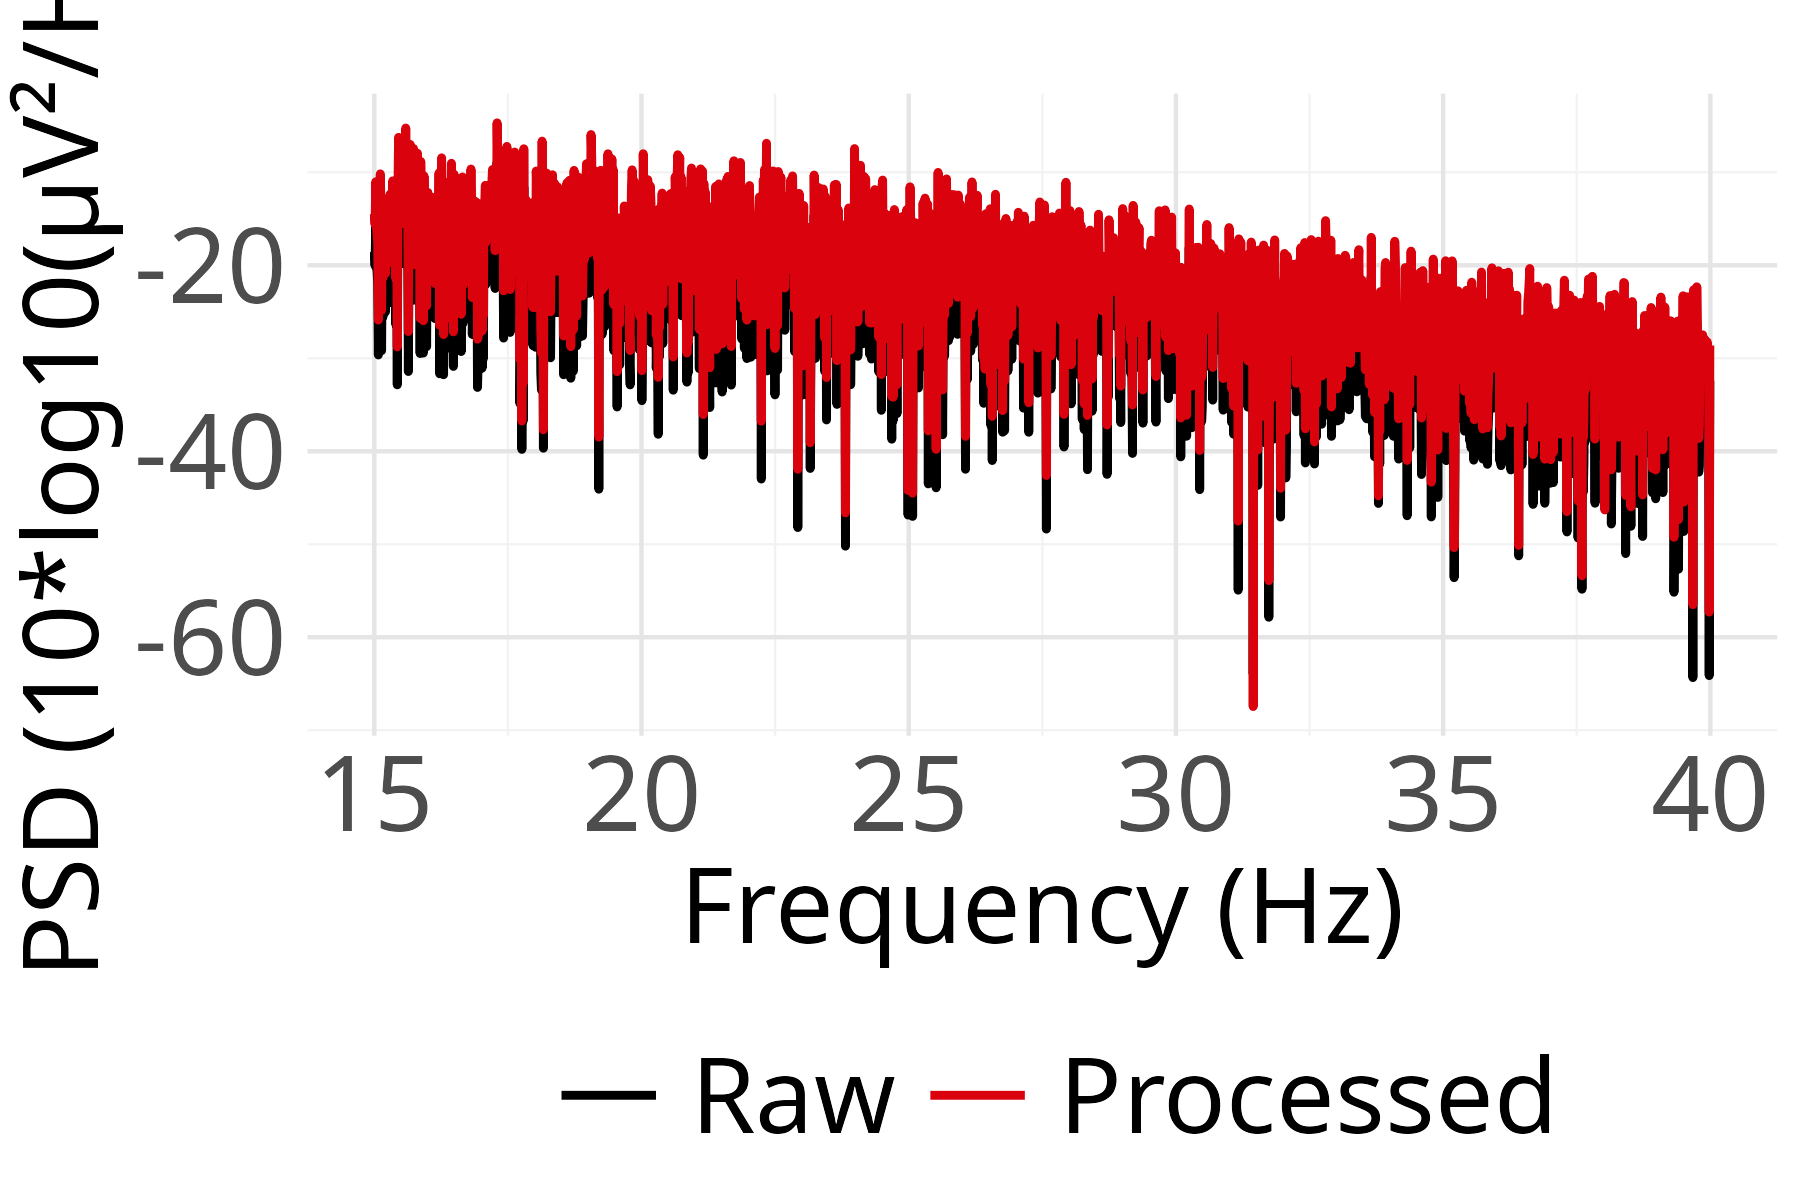 PSD (10*log10(µV²/H
-20
-40
-60
15 20 25 30 35 40
Frequency (Hz)
Raw Processed